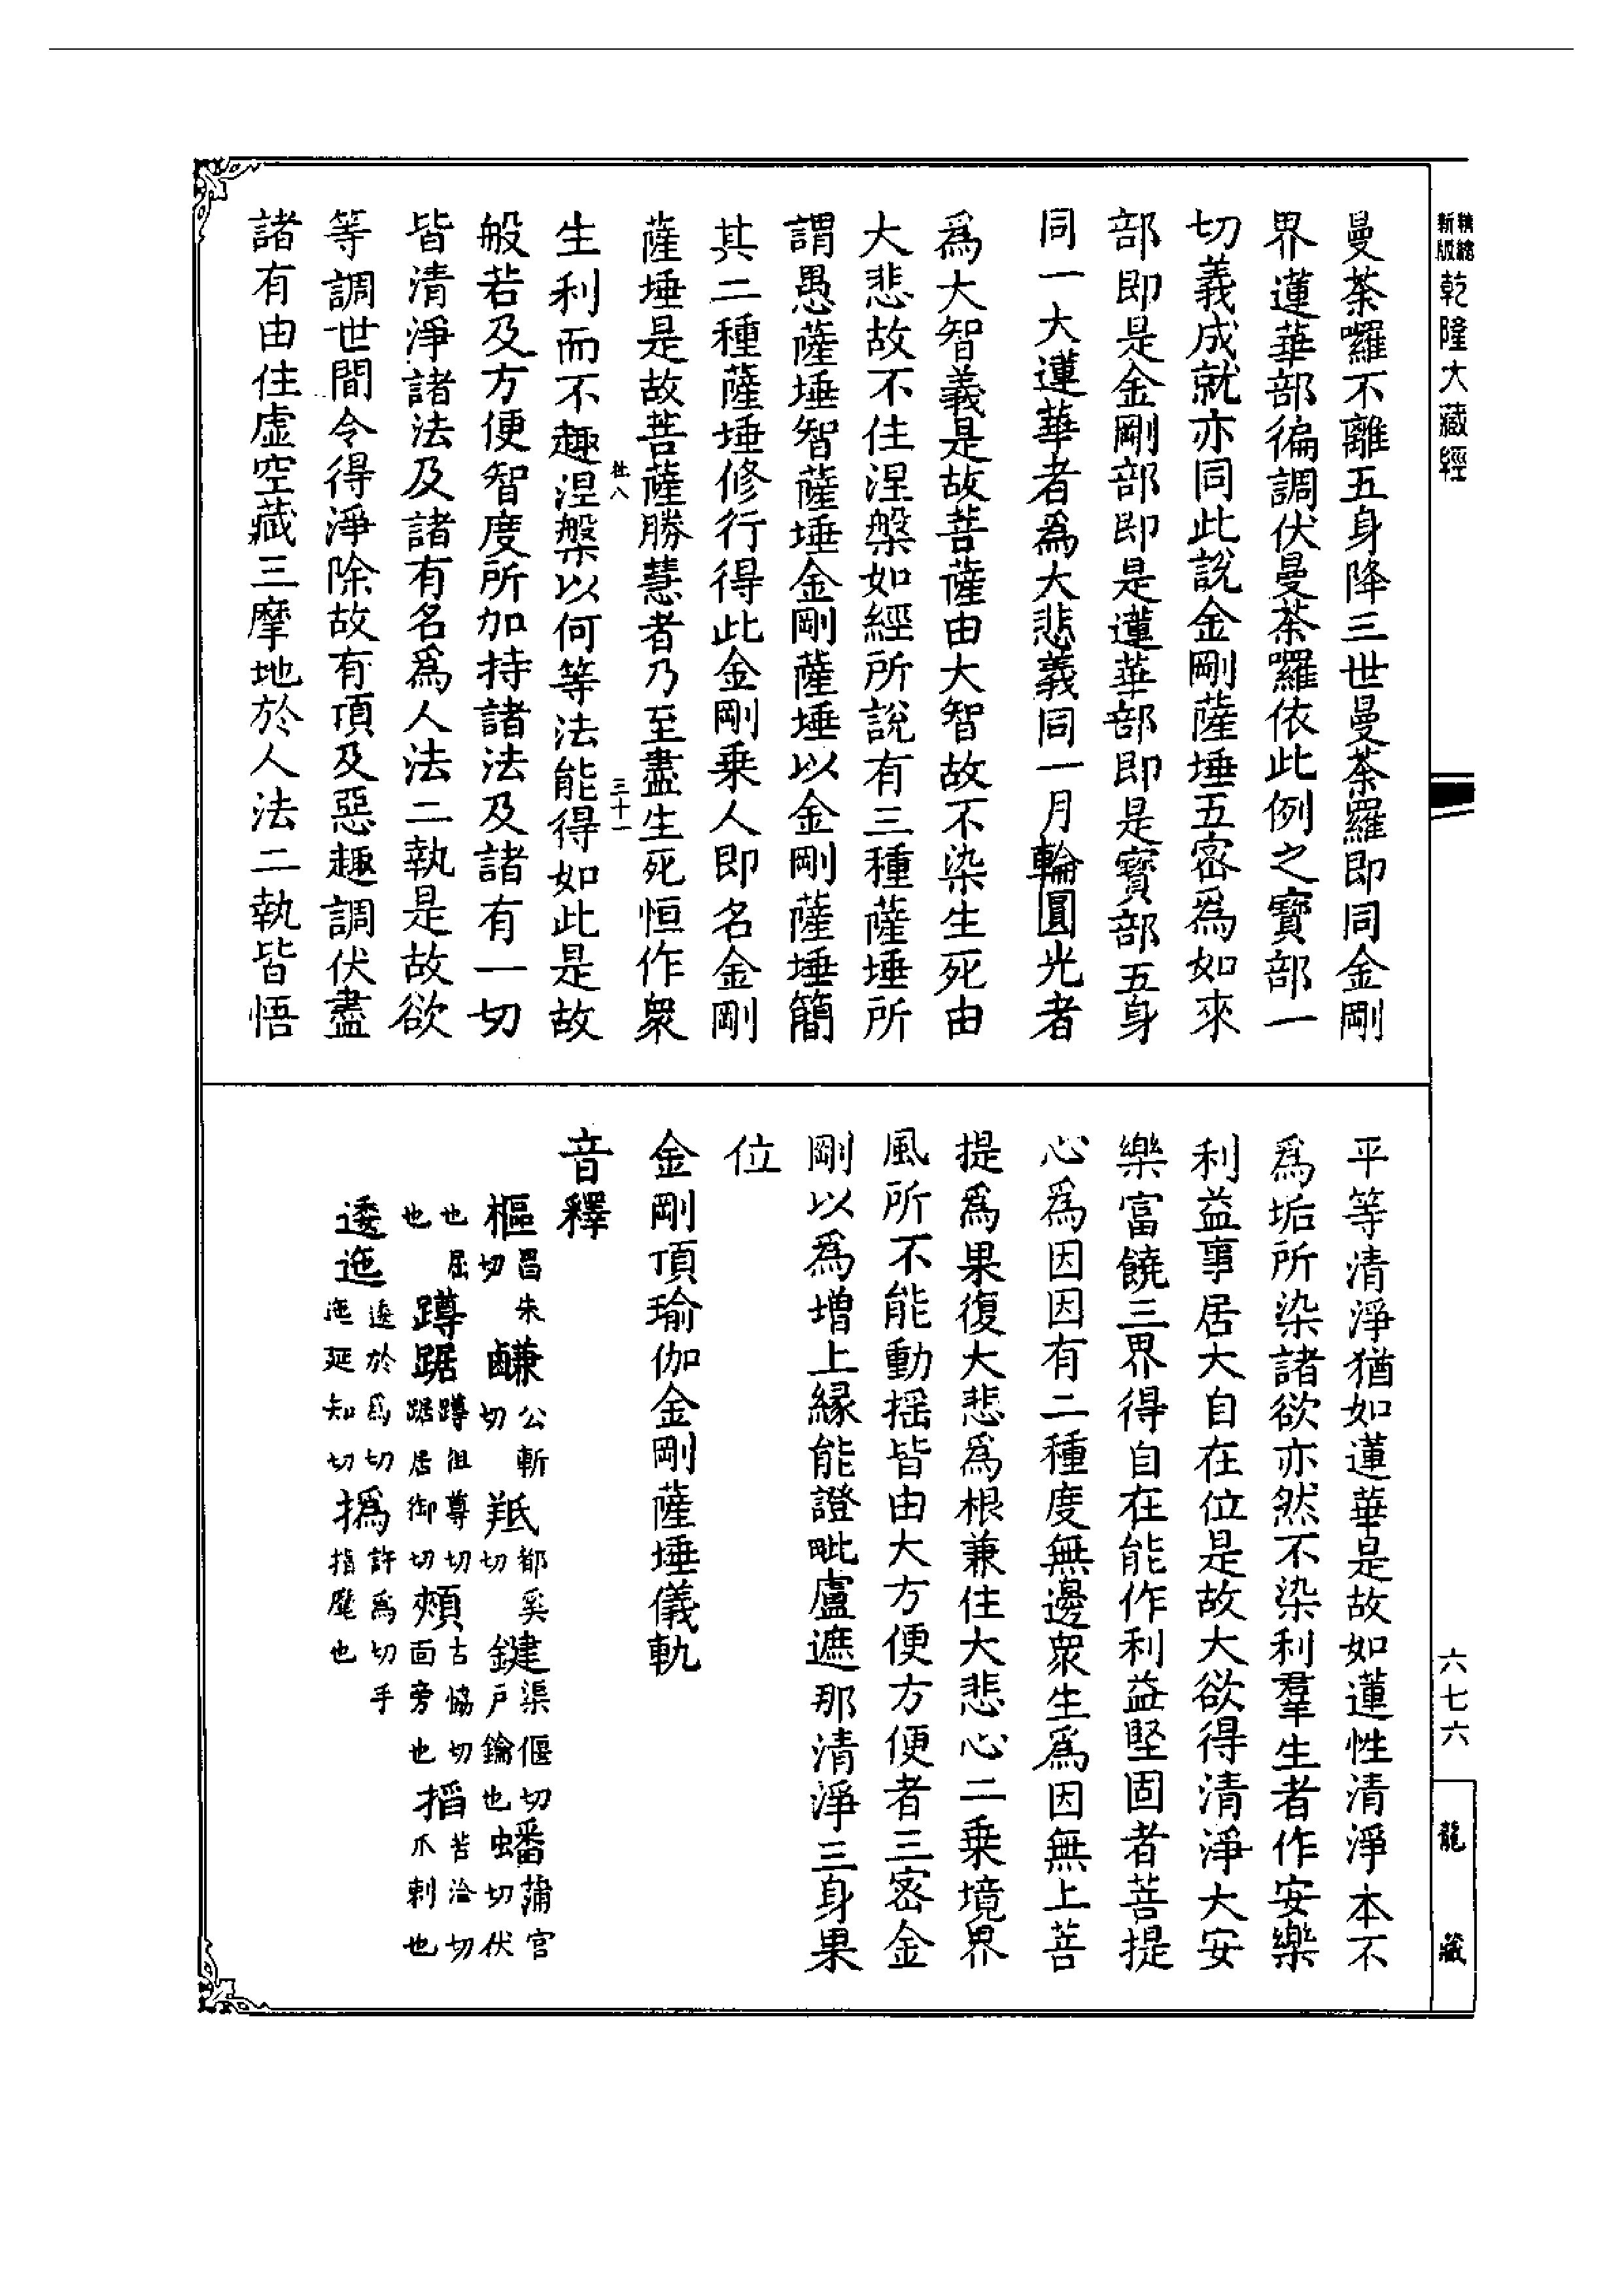 精縮新版 乾隆大藏經
曼荼囉不離五身降三世曼荼羅即同金剛
界蓮華部徧調伏曼荼囉依此例之寶部一
切義成就亦同此說金剛薩埵五密為如來
部即是金剛部即是蓮華部即是寶部五身
同一大蓮華者為大悲義同一月輪圓光者
為大智義是故菩薩由大智故不染生死由
大悲故不住涅槃如經所說有三種薩埵所
謂愚薩埵智薩埵金剛薩埵以金剛薩埵簡
其二種薩埵修行得此金剛乘人即名金剛
薩埵是故菩薩勝慧者乃至盡生死恒作衆
杜八 三十一
生利而不趣涅槃以何等法能得如此是故
般若及方便智度所加持諸法及諸有一切
皆清淨諸法及諸有名為人法二執是故欲
等調世間令得淨除故有頂及惡趣調伏盡
諸有由住虛空藏三摩地於人法二執皆悟
平等清淨猶如蓮華是故如蓮性清淨本不
為垢所染諸欲亦然不染利羣生者作安樂
利益事居大自在位是故大欲得清淨大安
樂富饒三界得自在能作利益堅固者菩提
心為因因有二種度無邊衆生為因無上菩
提為果復大悲為根兼住大悲心二乗境界
風所不能動搖皆由大方便方便者三密金
剛以為增上緣能證毗盧遮那清淨三身果
位
金剛頂瑜伽金剛薩埵儀軌
音釋
樞昌朱切 鹻公斬切 羝都奚切 鍵渠偃切戶鑰也 蟠蒲官切伏
也屈也 蹲踞蹲徂尊切踞居御切 頰古協切面旁也 搯苦洽切爪刺也
逶迤逶於為切迤延知切 撝許為切手指麾也
六七六
龍藏